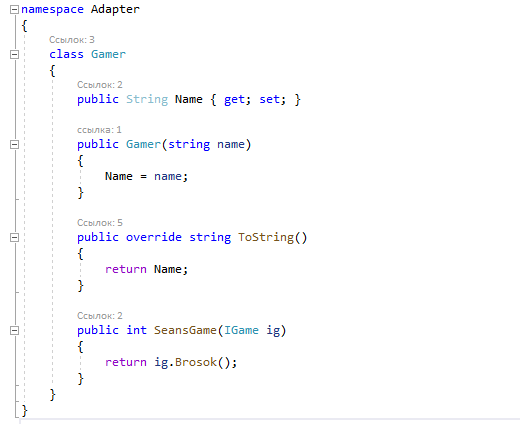 namespace Adapter
{
Ссылок: 3
class Gamer
{
Ссылок: 2
public String Name { get; set; }
ссылка: 1
public Gamer(string name)
{
Name = name;
}
Ссылок: 5
public override string ToString()
{
return Name;
}
Ссылок: 2
public int SeansGame(IGame ig)
{
return ig.Brosok();
}
}
}